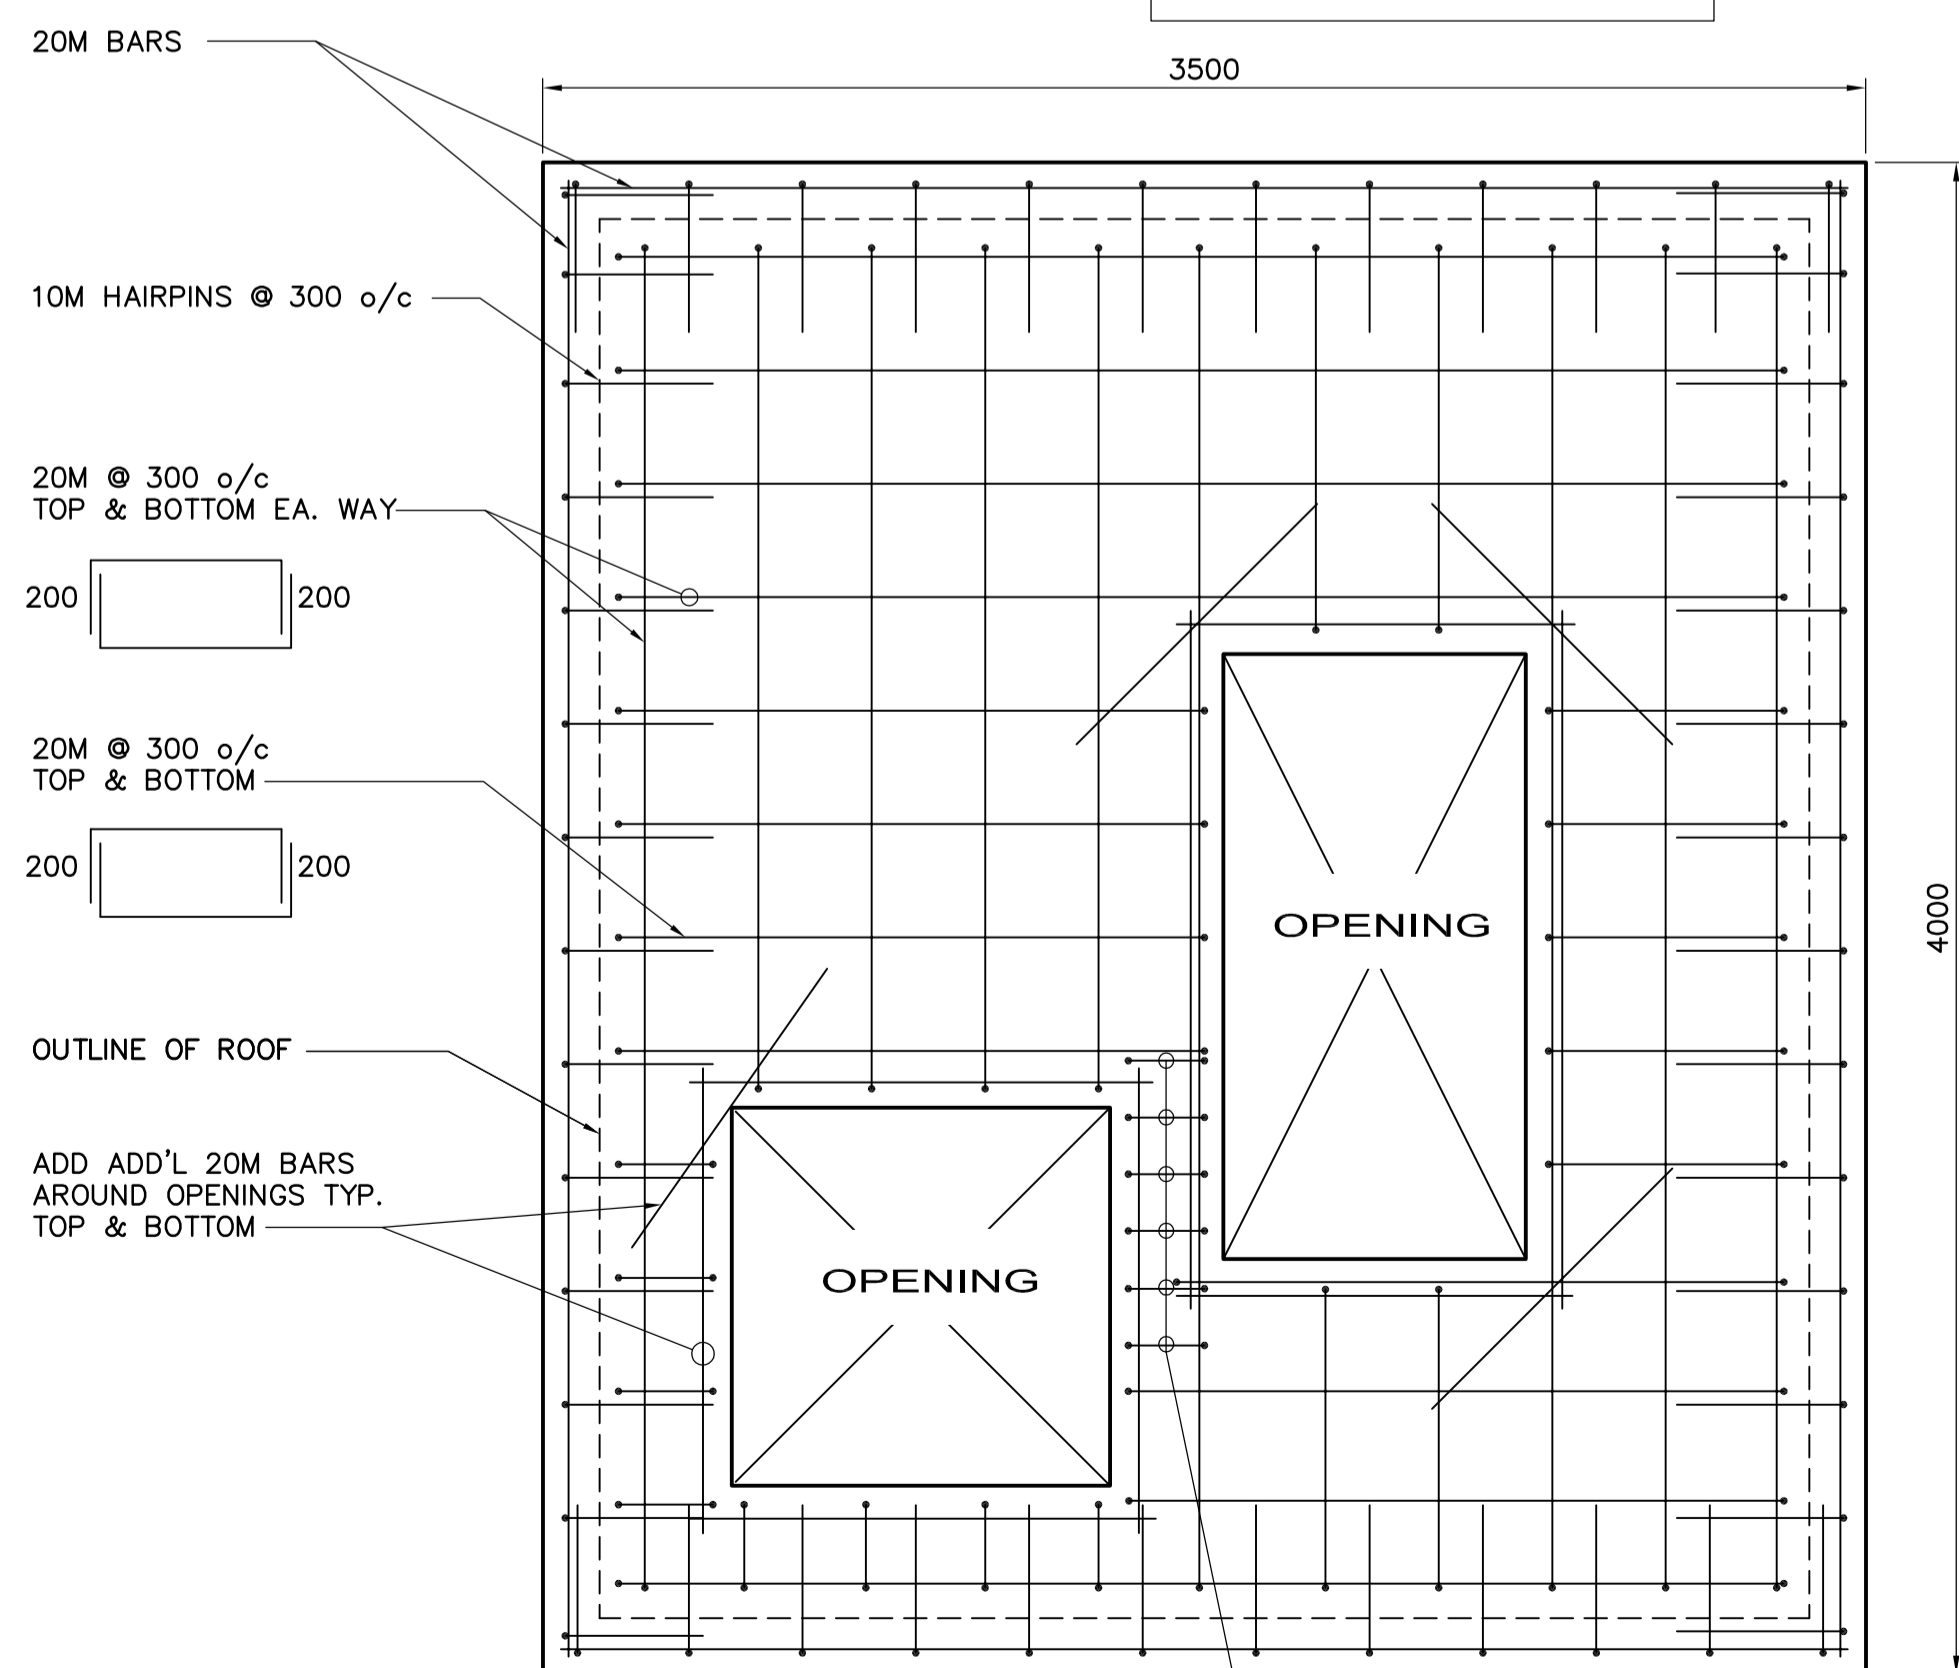 20M BARS
3500
10M HAIRPINS @ 300 o/c
20M @ 300 o/c
TOP & BOTTOM EA. WAY
200
200
20M @ 300 o/c
TOP & BOTTOM
200
200
OPENING
4000
OUTLINE OF ROOF
ADD ADD'L 20M BARS
AROUND OPENINGS TYP.
TOP & BOTTOM
OPENING